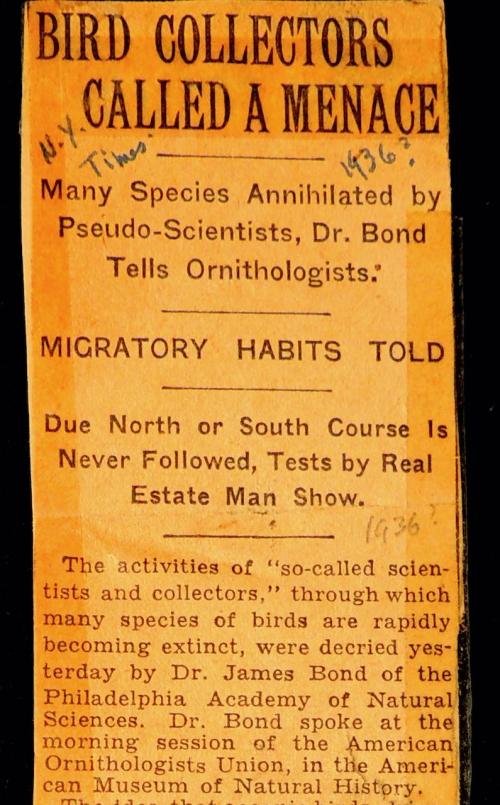 BIRD COLLECTORS
CALLED A MENACE
N.Y. Times 1936?
Many Species Annihilated by
Pseudo-Scientists, Dr. Bond
Tells Ornithologists.
MIGRATORY HABITS TOLD
Due North or South Course Is
Never Followed, Tests by Real
Estate Man Show.
1936?
The activities of "so-called scien-
tists and collectors," through which
many species of birds are rapidly
becoming extinct, were decried yes-
terday by Dr. James Bond of the
Philadelphia Academy of Natural
Sciences. Dr. Bond spoke at the
morning session of the American
Ornithologists Union, in the Ameri-
can Museum of Natural History.
The idea that